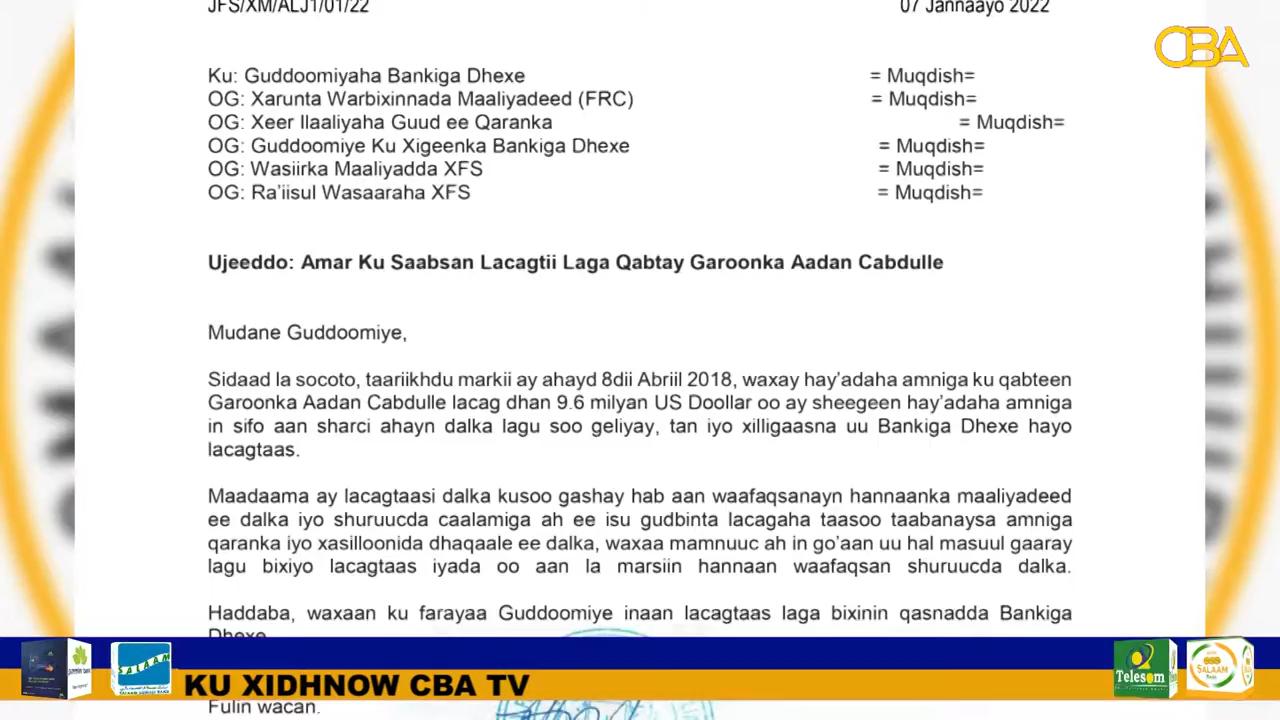 JFS/XM/ALJ1/01/22 07 Jannaayo 2022
CBA
Ku: Guddoomiyaha Bankiga Dhexe = Muqdish=
OG: Xarunta Warbixinnada Maaliyadeed (FRC) = Muqdish=
OG: Xeer Ilaaliyaha Guud ee Qaranka = Muqdish=
OG: Guddoomiye Ku Xigeenka Bankiga Dhexe = Muqdish=
OG: Wasiirka Maaliyadda XFS = Muqdish=
OG: Ra'iisul Wasaaraha XFS = Muqdish=
Ujeeddo: Amar Ku Saabsan Lacagtii Laga Qabtay Garoonka Aadan Cabdulle
Mudane Guddoomiye,
Sidaad la socoto, taariikhdu markii ay ahayd 8dii Abriil 2018, waxay hay'adaha amniga ku qabteen
Garoonka Aadan Cabdulle lacag dhan 9.6 milyan US Doollar oo ay sheegeen hay'adaha amniga
in sifo aan sharci ahayn dalka lagu soo geliyay, tan iyo xilligaasna uu Bankiga Dhexe hayo
lacagtaas.
Maadaama ay lacagtaasi dalka kusoo gashay hab aan waafaqsanayn hannaanka maaliyadeed
ee dalka iyo shuruucda caalamiga ah ee isu gudbinta lacagaha taasoo taabanaysa amniga
qaranka iyo xasilloonida dhaqaale ee dalka, waxaa mamnuuc ah in go'aan uu hal masuul gaaray
lagu bixiyo lacagtaas iyada oo aan la marsiin hannaan waafaqsan shuruucda dalka.
Haddaba, waxaan ku farayaa Guddoomiye inaan lacagtaas laga bixinin qasnadda Bankiga
Dhexe.
SALAAM
Telesom
SALAAM
KU XIDHNOW CBA TV
Fulin wacan.